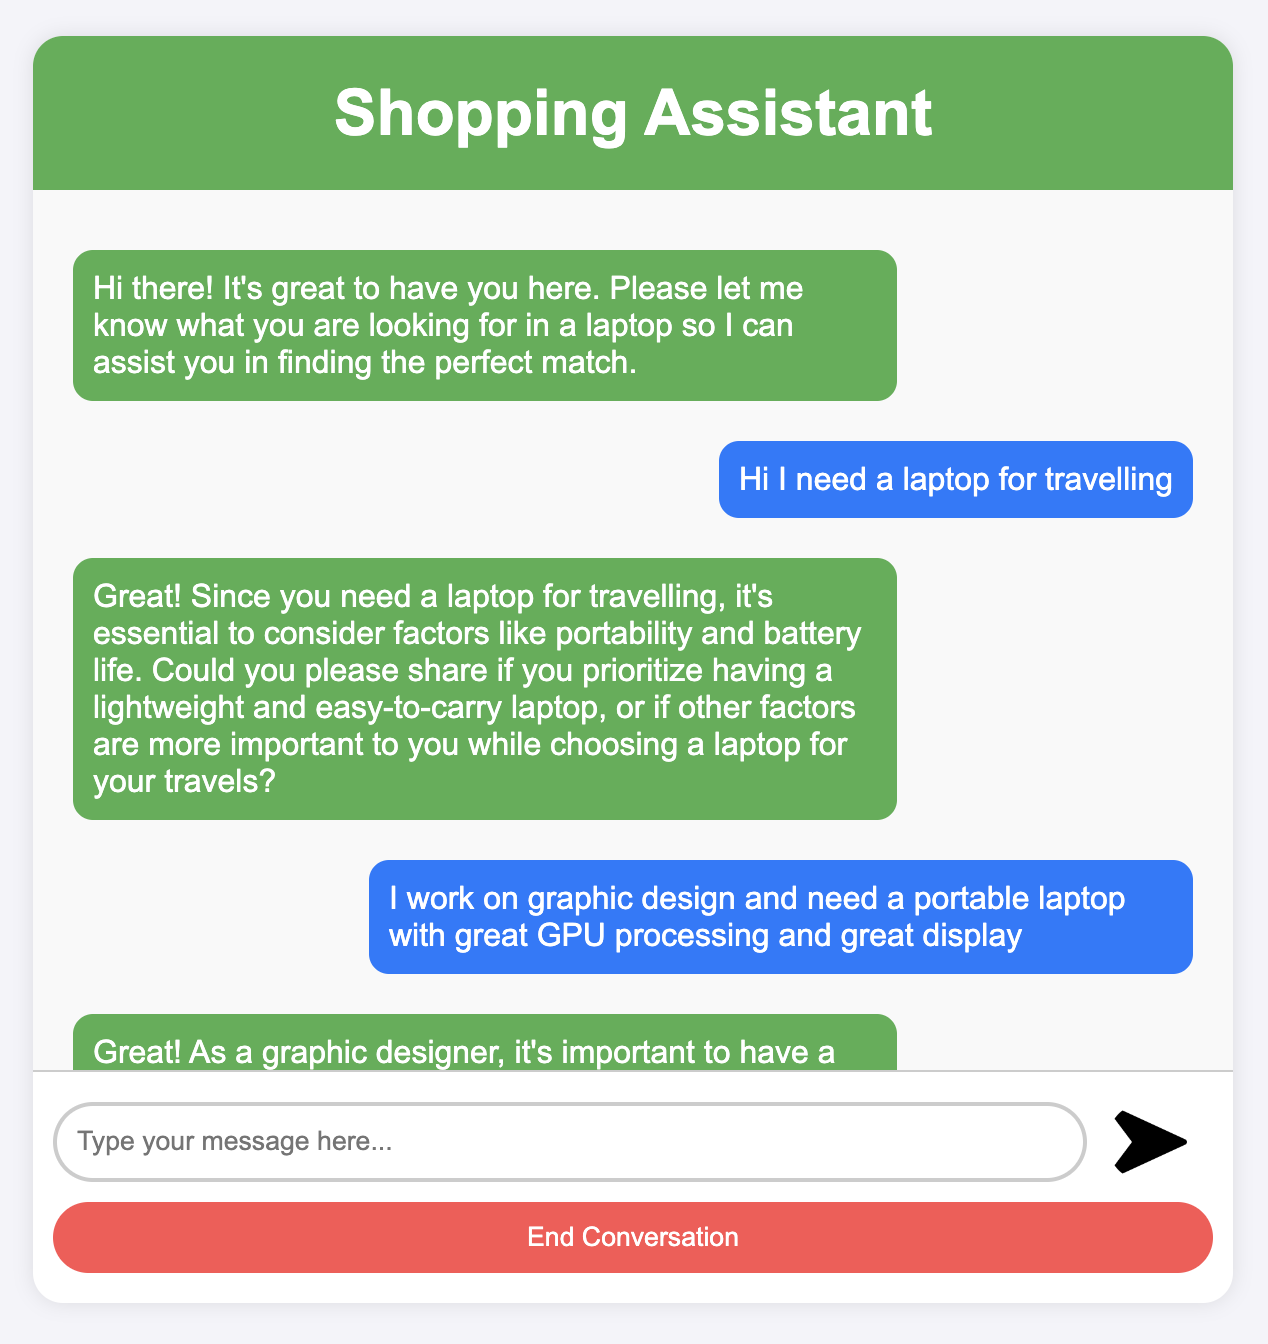 Shopping Assistant
Hi there! It's great to have you here. Please let me
know what you are looking for in a laptop so I can
assist you in finding the perfect match.
Hi I need a laptop for travelling
Great! Since you need a laptop for travelling, it's
essential to consider factors like portability and battery
life. Could you please share if you prioritize having a
lightweight and easy-to-carry laptop, or if other factors
are more important to you while choosing a laptop for
your travels?
I work on graphic design and need a portable laptop
with great GPU processing and great display
Great! As a graphic designer, it's important to have a
Type your message here...
End Conversation